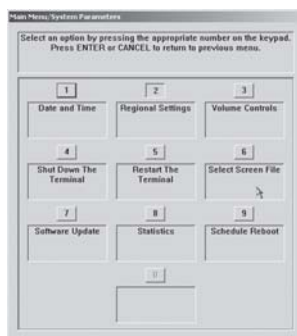 Main Menu/System Parameters
Select an option by pressing the appropriate
number on the keypad.
Press ENTER or CANCEL to return to
previous menu.
1
2
3
Date and Time
Regional Settings
Volume Controls
4
5
6
Shut Down The
Terminal
Restart The
Terminal
Select Screen File
7
8
9
Software Update
Statistics
Schedule Reboot
0